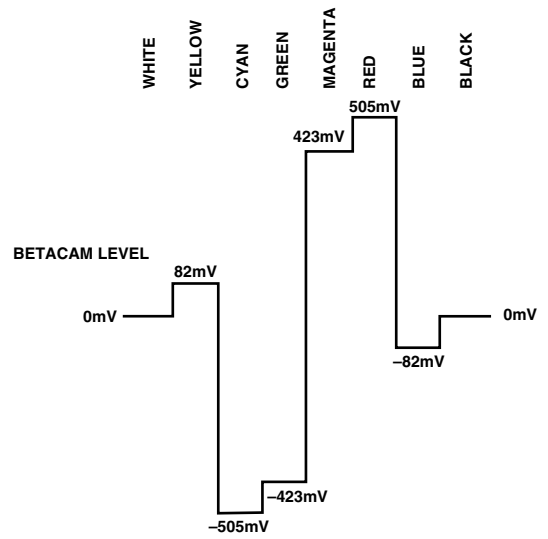 WHITE
YELLOW
CYAN
GREEN
MAGENTA
RED
BLUE
BLACK
505mV
423mV
BETACAM LEVEL
82mV
0mV
0mV
–82mV
–423mV
–505mV